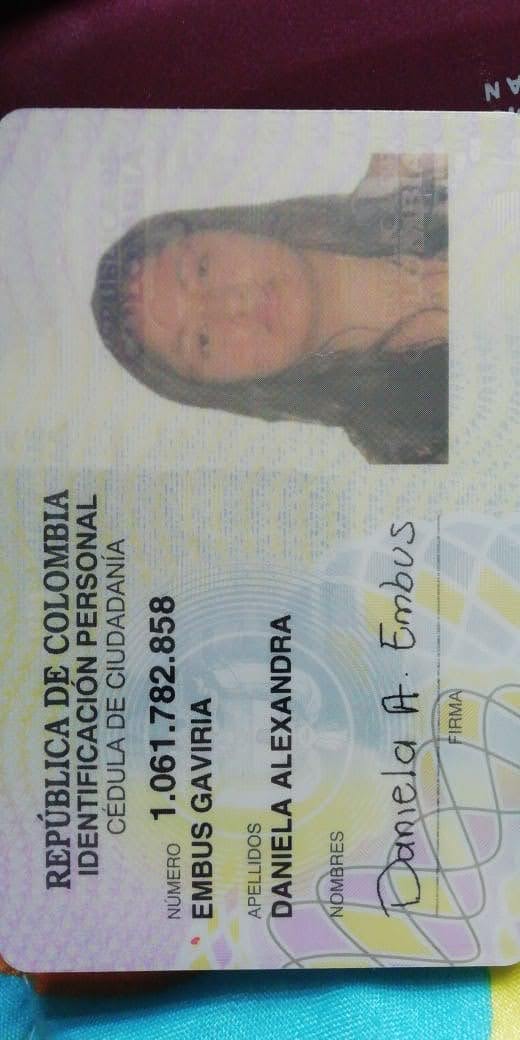 REPÚBLICA DE COLOMBIA
IDENTIFICACIÓN PERSONAL
CÉDULA DE CIUDADANÍA
NÚMERO 1.061.782.858
EMBUS GAVIRIA
APELLIDOS
DANIELA ALEXANDRA
NOMBRES
Daniela A. Embus
FIRMA